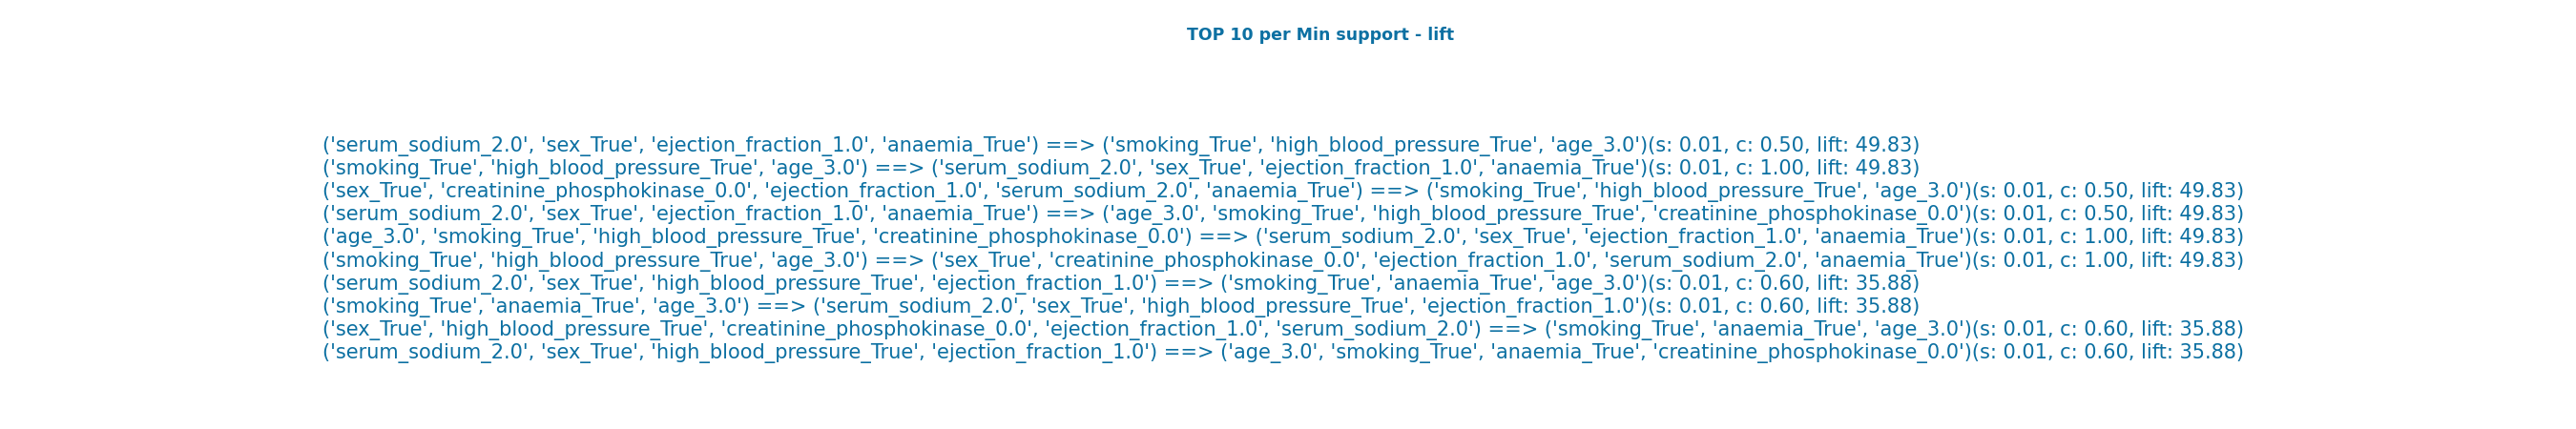 TOP 10 per Min support - lift
('serum_sodium_2.0', 'sex_True', 'ejection_fraction_1.0', 'anaemia_True') ==> ('smoking_True', 'high_blood_pressure_True', 'age_3.0')(s: 0.01, c: 0.50, lift: 49.83)
('smoking_True', 'high_blood_pressure_True', 'age_3.0') ==> ('serum_sodium_2.0', 'sex_True', 'ejection_fraction_1.0', 'anaemia_True')(s: 0.01, c: 1.00, lift: 49.83)
('sex_True', 'creatinine_phosphokinase_0.0', 'ejection_fraction_1.0', 'serum_sodium_2.0', 'anaemia_True') ==> ('smoking_True', 'high_blood_pressure_True', 'age_3.0')(s: 0.01, c: 0.50, lift: 49.83)
('serum_sodium_2.0', 'sex_True', 'ejection_fraction_1.0', 'anaemia_True') ==> ('age_3.0', 'smoking_True', 'high_blood_pressure_True', 'creatinine_phosphokinase_0.0')(s: 0.01, c: 0.50, lift: 49.83)
('age_3.0', 'smoking_True', 'high_blood_pressure_True', 'creatinine_phosphokinase_0.0') ==> ('serum_sodium_2.0', 'sex_True', 'ejection_fraction_1.0', 'anaemia_True')(s: 0.01, c: 1.00, lift: 49.83)
('smoking_True', 'high_blood_pressure_True', 'age_3.0') ==> ('sex_True', 'creatinine_phosphokinase_0.0', 'ejection_fraction_1.0', 'serum_sodium_2.0', 'anaemia_True')(s: 0.01, c: 1.00, lift: 49.83)
('serum_sodium_2.0', 'sex_True', 'high_blood_pressure_True', 'ejection_fraction_1.0') ==> ('smoking_True', 'anaemia_True', 'age_3.0')(s: 0.01, c: 0.60, lift: 35.88)
('smoking_True', 'anaemia_True', 'age_3.0') ==> ('serum_sodium_2.0', 'sex_True', 'high_blood_pressure_True', 'ejection_fraction_1.0')(s: 0.01, c: 0.60, lift: 35.88)
('sex_True', 'high_blood_pressure_True', 'creatinine_phosphokinase_0.0', 'ejection_fraction_1.0', 'serum_sodium_2.0') ==> ('smoking_True', 'anaemia_True', 'age_3.0')(s: 0.01, c: 0.60, lift: 35.88)
('serum_sodium_2.0', 'sex_True', 'high_blood_pressure_True', 'ejection_fraction_1.0') ==> ('age_3.0', 'smoking_True', 'anaemia_True', 'creatinine_phosphokinase_0.0')(s: 0.01, c: 0.60, lift: 35.88)